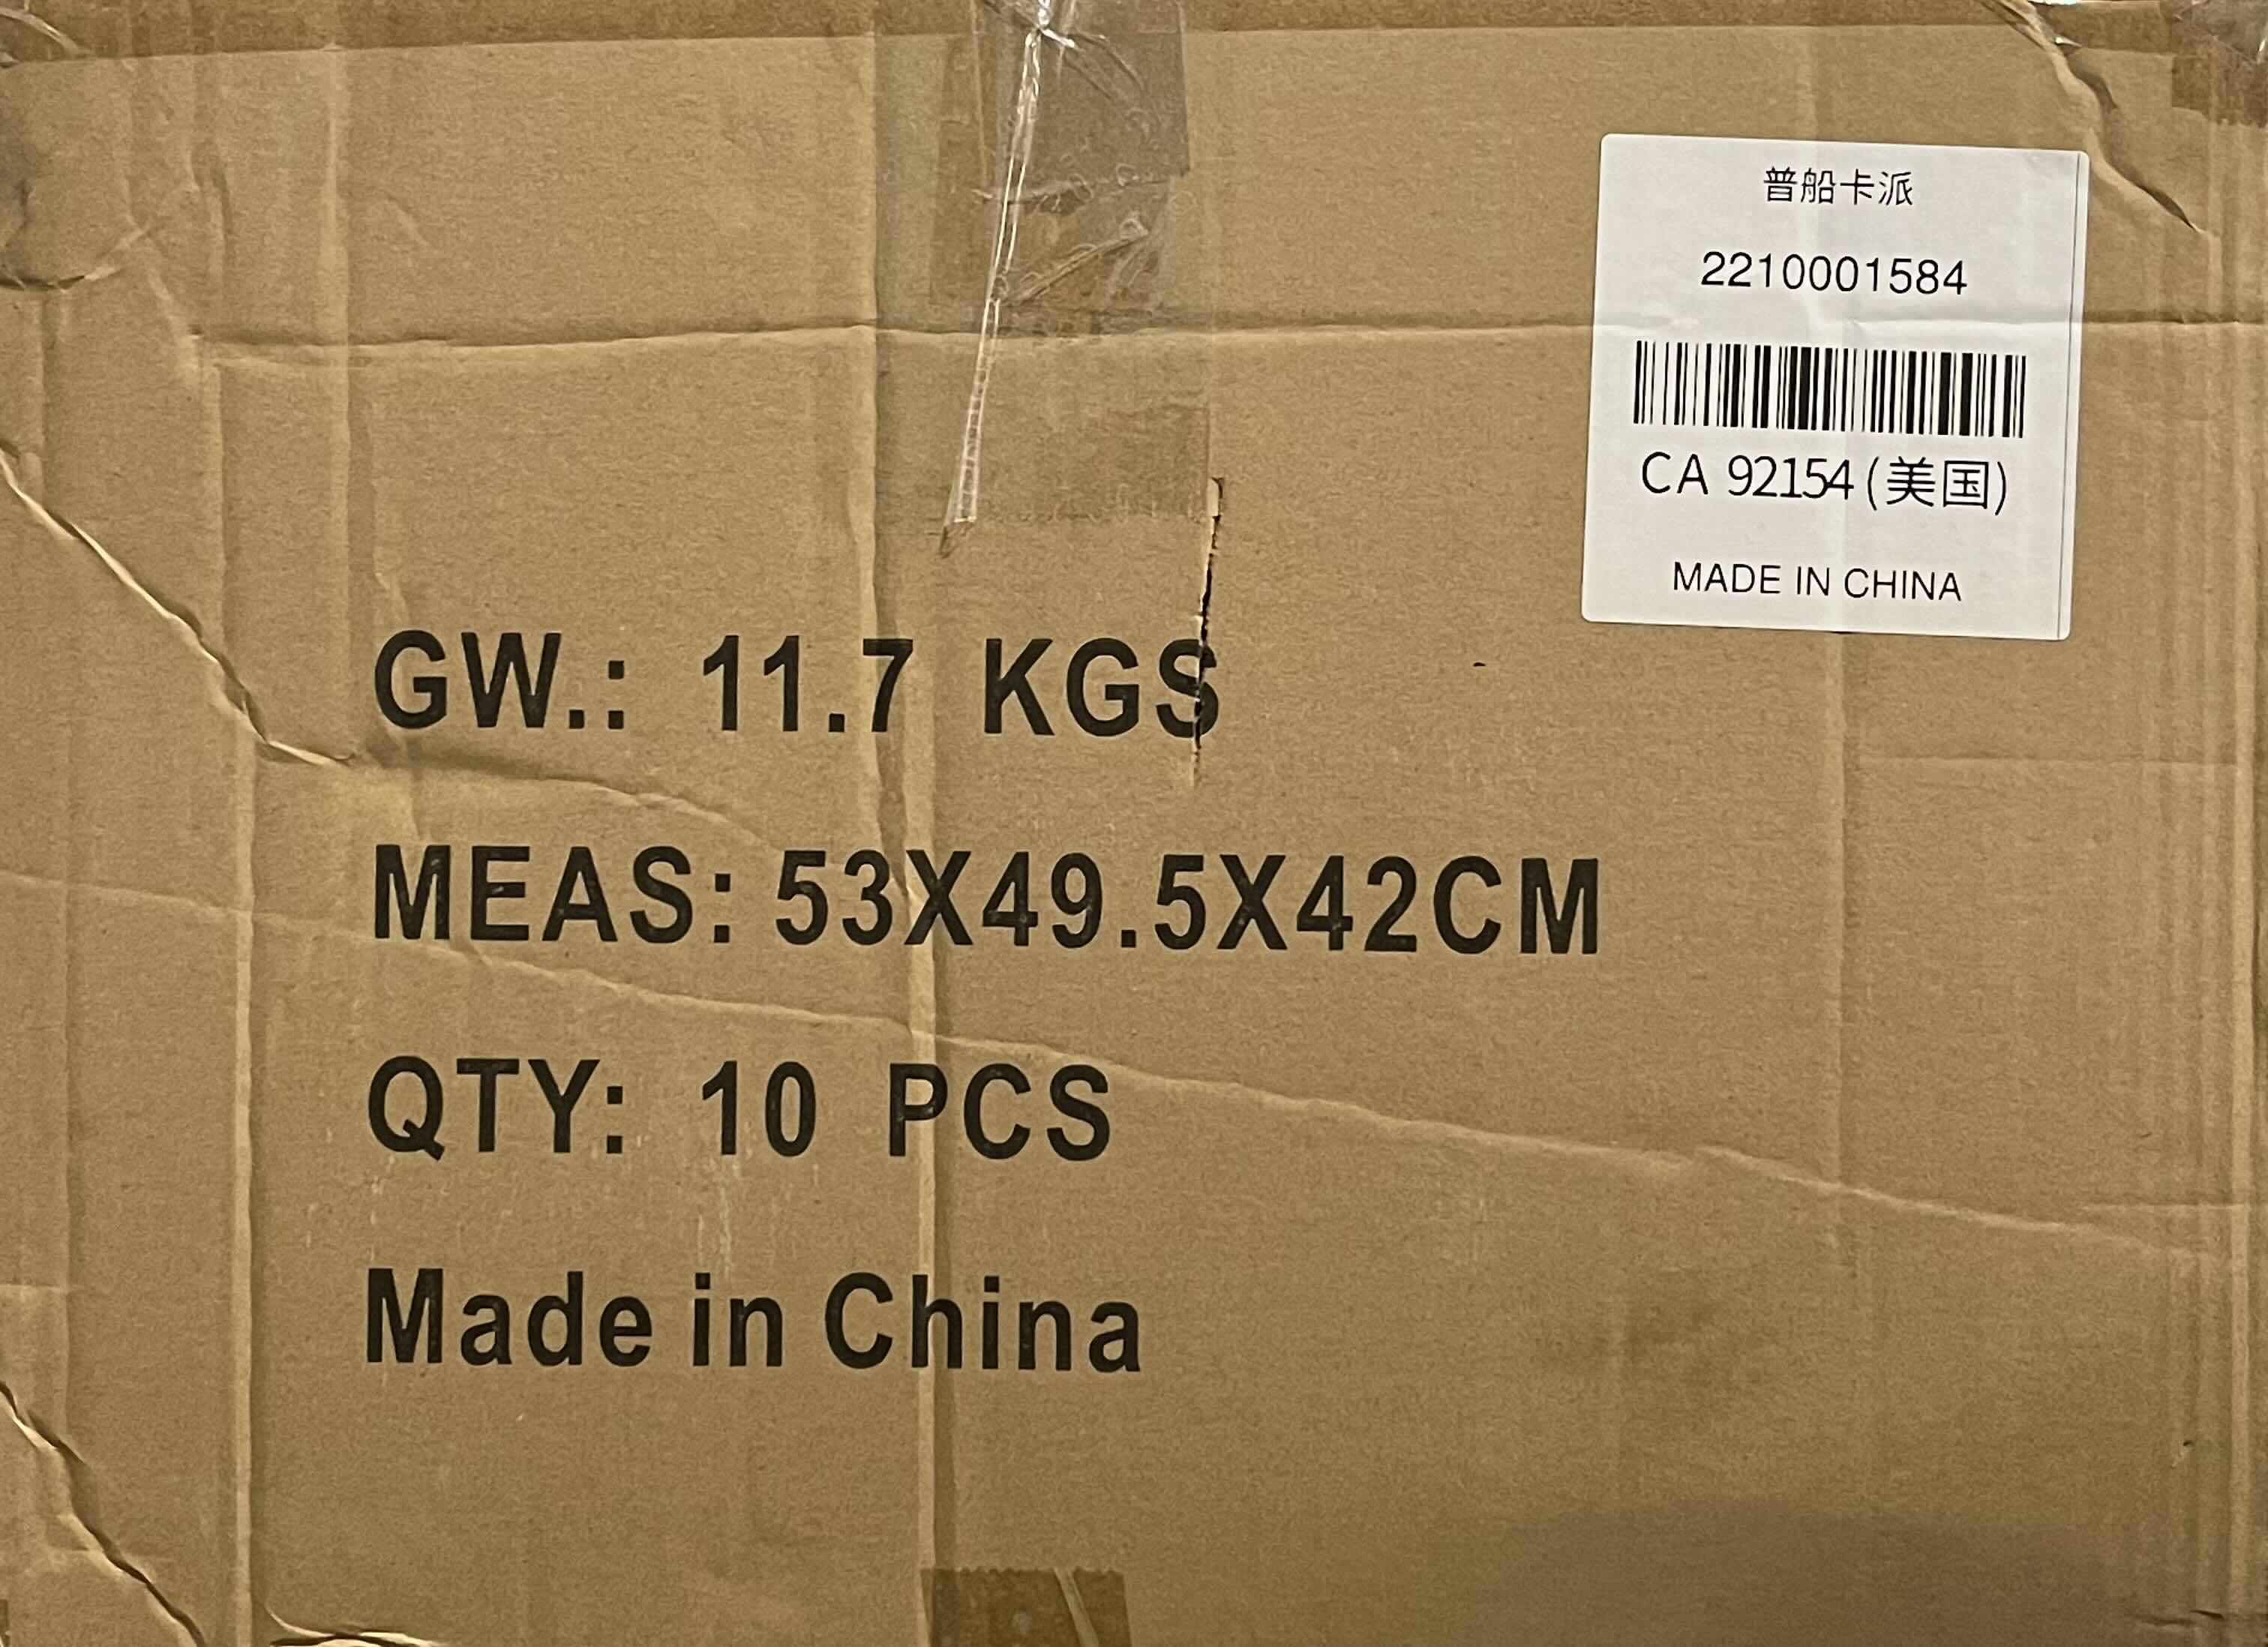 普船卡派
2210001584
CA 92154 (美国)
MADE IN CHINA
GW.: 11.7 KGS
MEAS: 53X49.5X42CM
QTY: 10 PCS
Made in China